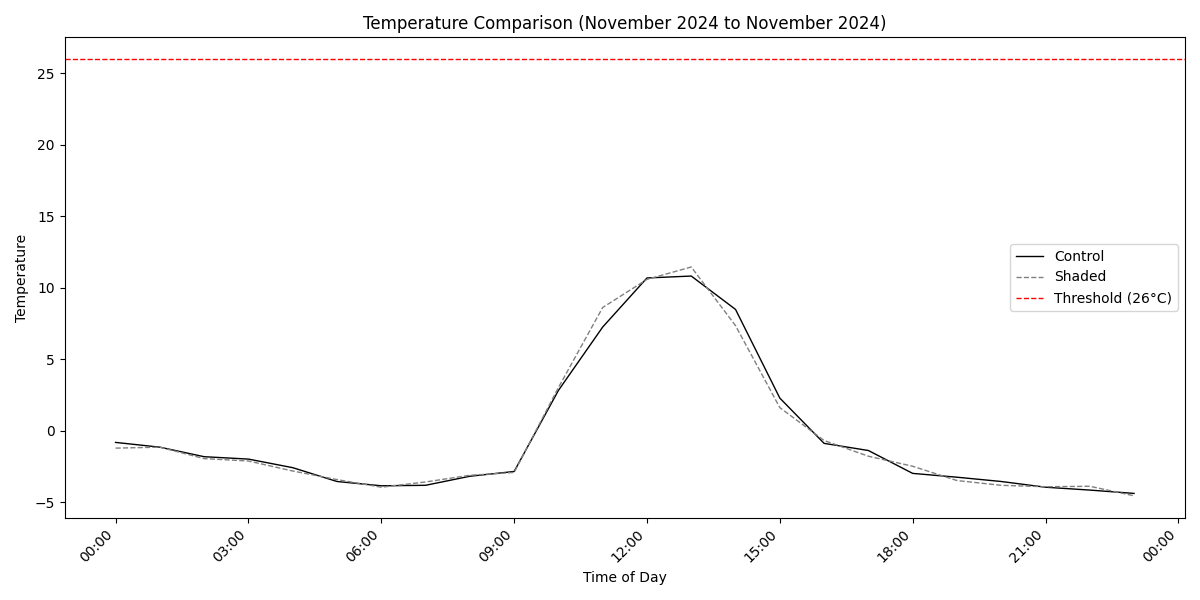 Temperature Comparison (November 2024 to November 2024)
Temperature
25
20
15
10
5
0
−5
Control
Shaded
Threshold (26°C)
00:00
03:00
06:00
09:00
12:00
15:00
18:00
21:00
00:00
Time of Day